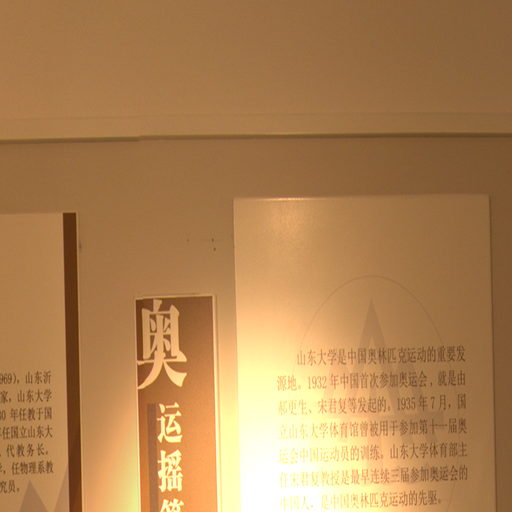 969)，山东沂
家，山东大学
30 年任教于国
年任国立山东大
、代教务长，
长，任物理系教
究员。
奥
运
摇
篮
山东大学是中国奥林匹克运动的重要发
源地。1932 年中国首次参加奥运会，就是由
郝更生、宋君复等发起的。1935 年 7 月，国
立山东大学体育馆曾被用于参加第十一届奥
运会中国运动员的训练。山东大学体育部主
任宋君复教授是最早连续三届参加奥运会的
中国人，是中国奥林匹克运动的先驱。